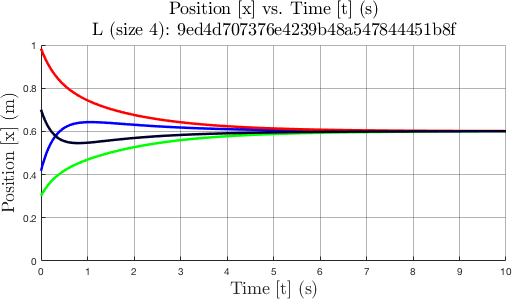 Position [x] vs. Time [t] (s)
L (size 4): 9ed4d707376e4239b48a547844451b8f
Position [x] (m)
1
0.8
0.6
0.4
0.2
0
0 1 2 3 4 5 6 7 8 9 10
Time [t] (s)